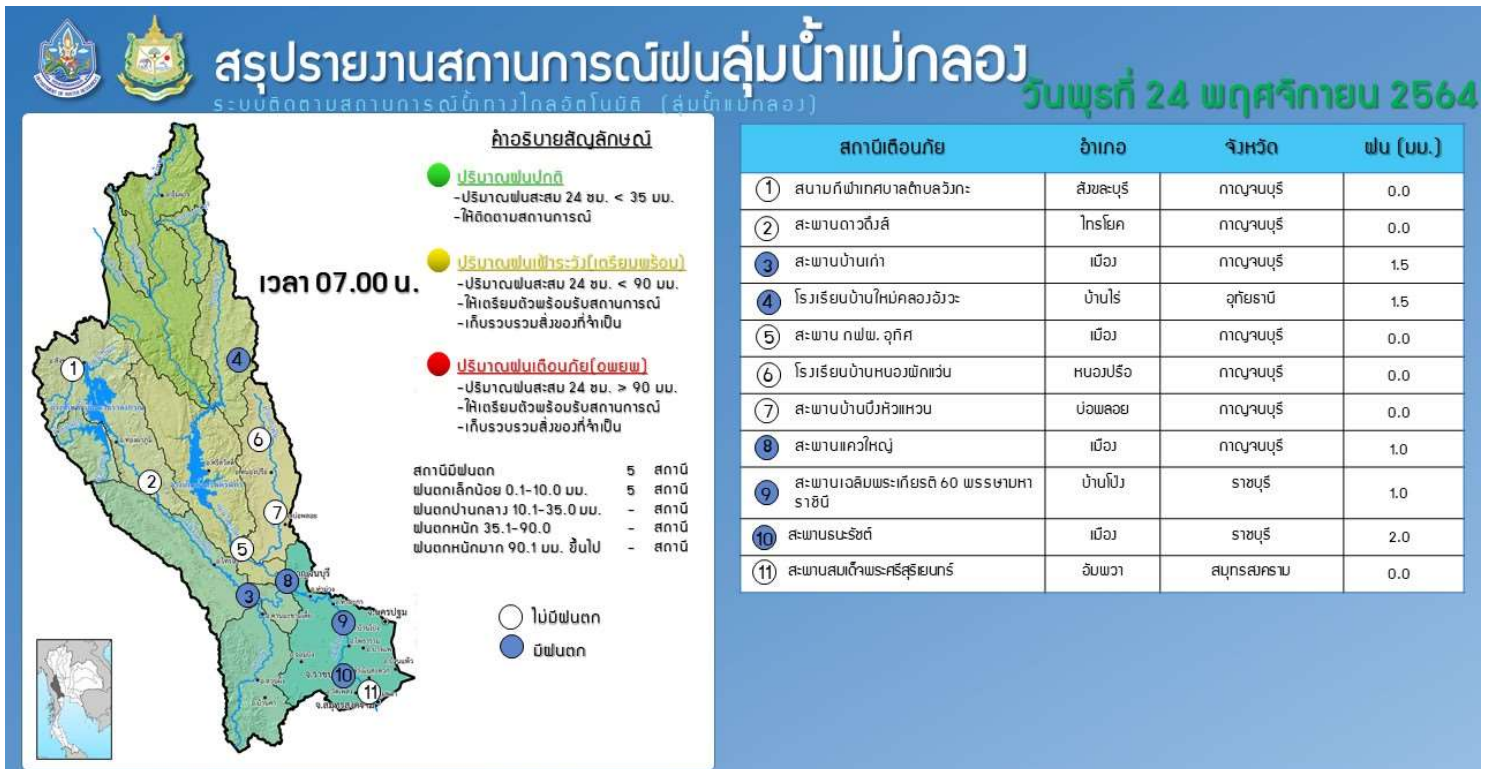 สรุปรายงานสถานการณ์ฝนลุ่มน้ำแม่กลอง
ระบบติดตามสถานการณ์น้ำทางไกลอัตโนมัติ (ลุ่มน้ำแม่กลอง)
วันพุธที่ 24 พฤศจิกายน 2564
คำอธิบายสัญลักษณ์
ปริมาณฝนปกติ
-ปริมาณฝนสะสม 24 ชม. < 35 มม.
-ให้ติดตามสถานการณ์
เวลา 07.00 น.
ปริมาณฝนเฝ้าระวัง(เตรียมพร้อม)
-ปริมาณฝนสะสม 24 ชม. < 90 มม.
-ให้เตรียมตัวพร้อมรับสถานการณ์
-เก็บรวบรวมสิ่งของที่จำเป็น
ปริมาณฝนเตือนภัย(อพยพ)
-ปริมาณฝนสะสม 24 ชม. > 90 มม.
-ให้เตรียมตัวพร้อมรับสถานการณ์
-เก็บรวบรวมสิ่งของที่จำเป็น
สถานีมีฝนตก 5 สถานี
ฝนตกเล็กน้อย 0.1-10.0 มม. 5 สถานี
ฝนตกปานกลาง 10.1-35.0 มม. - สถานี
ฝนตกหนัก 35.1-90.0 - สถานี
ฝนตกหนักมาก 90.1 มม. ขึ้นไป - สถานี
ไม่มีฝนตก
มีฝนตก
1
4
6
2
7
5
8
3
9
10
11
สถานีเตือนภัย อำเภอ จังหวัด ฝน (มม.)
1 สนามกีฬาเทศบาลตำบลวังกะ สังขละบุรี กาญจนบุรี 0.0
2 สะพานดาวดึงส์ ไทรโยค กาญจนบุรี 0.0
3 สะพานบ้านเก่า เมือง กาญจนบุรี 1.5
4 โรงเรียนบ้านใหม่คลองอังวะ บ้านไร่ อุทัยธานี 1.5
5 สะพาน กฟผ. อุทิศ เมือง กาญจนบุรี 0.0
6 โรงเรียนบ้านหนองผักแว่น หนองปรือ กาญจนบุรี 0.0
7 สะพานบ้านบึงหัวแหวน บ่อพลอย กาญจนบุรี 0.0
8 สะพานแควใหญ่ เมือง กาญจนบุรี 1.0
9 สะพานเฉลิมพระเกียรติ 60 พรรษามหา
ราชินี บ้านโป่ง ราชบุรี 1.0
10 สะพานธนะรัชต์ เมือง ราชบุรี 2.0
11 สะพานสมเด็จพระศรีสุริเยนทร์ อัมพวา สมุทรสงคราม 0.0